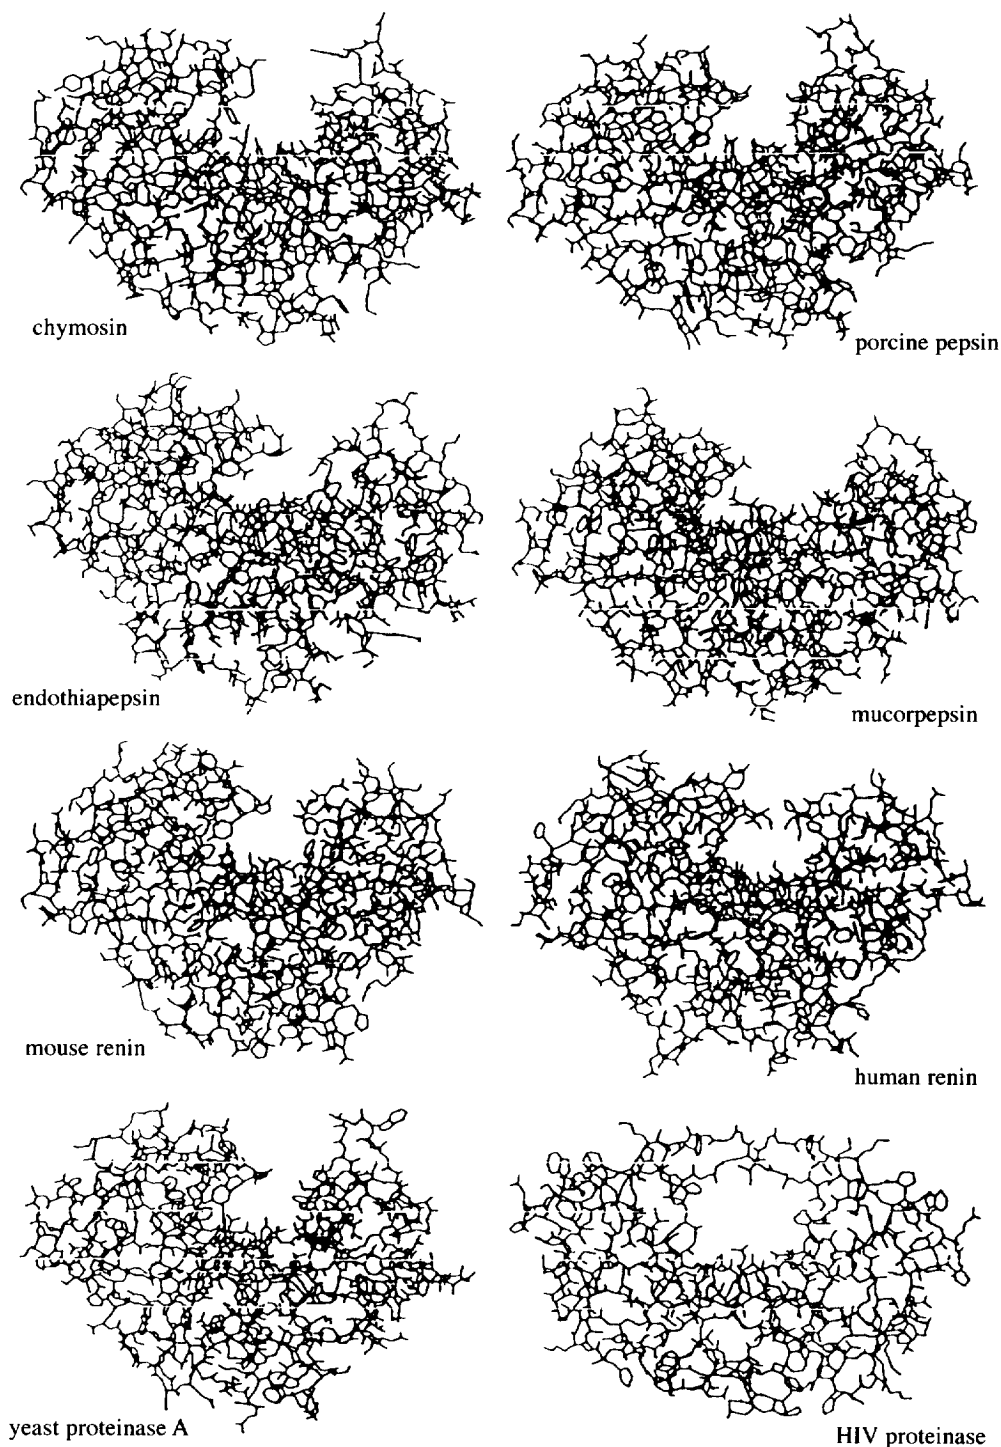 chymosin
porcine pepsin
endothiapepsin
mucorpepsin
mouse renin
human renin
yeast proteinase A
HIV proteinase